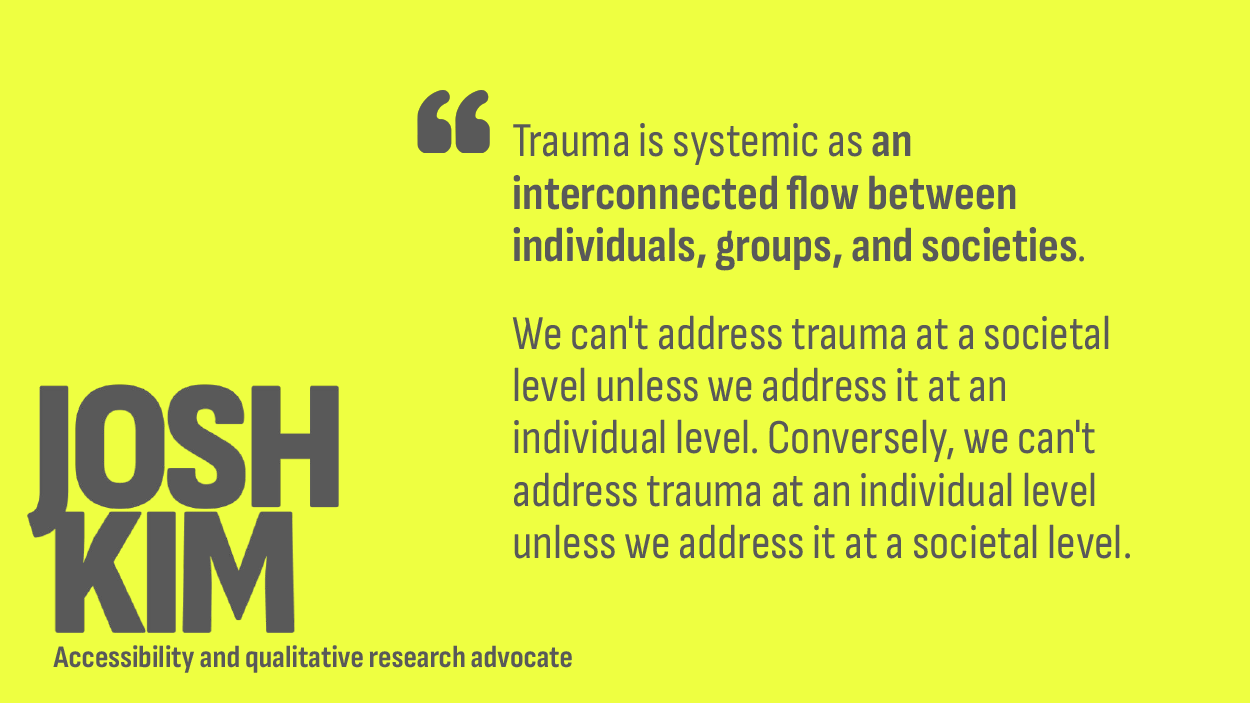 “
Trauma is systemic as an
interconnected flow between
individuals, groups, and societies.
We can't address trauma at a societal
level unless we address it at an
individual level. Conversely, we can't
address trauma at an individual level
unless we address it at a societal level.
JOSH
KIM
Accessibility and qualitative research advocate